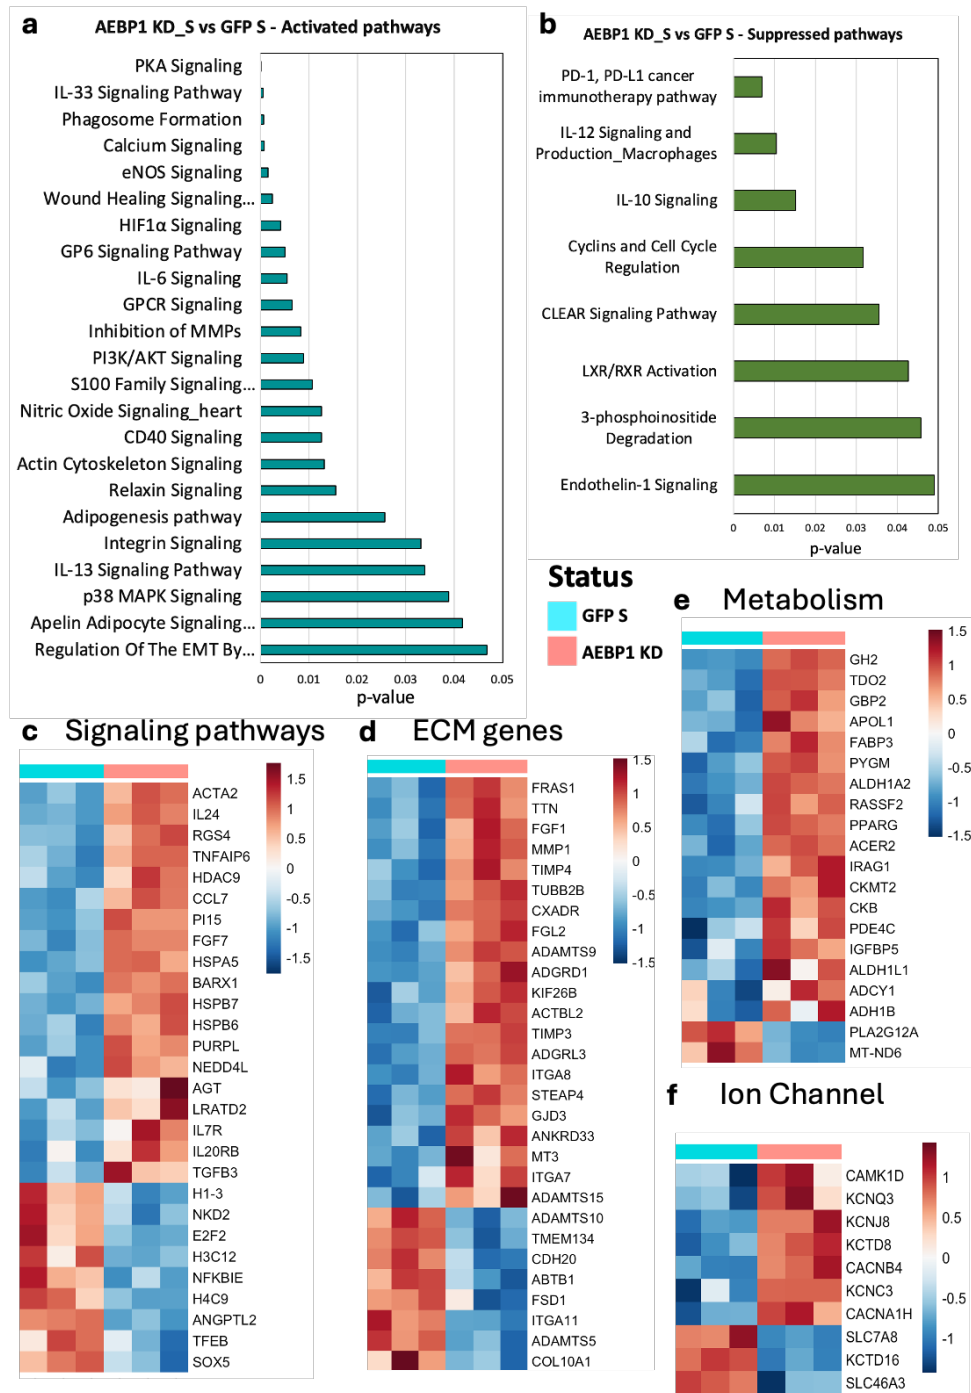 a
AEBP1 KD_S vs GFP S - Activated pathways
PKA Signaling
IL-33 Signaling Pathway
Phagosome Formation
Calcium Signaling
eNOS Signaling
Wound Healing Signaling...
HIF1α Signaling
GP6 Signaling Pathway
IL-6 Signaling
GPCR Signaling
Inhibition of MMPs
PI3K/AKT Signaling
S100 Family Signaling...
Nitric Oxide Signaling_heart
CD40 Signaling
Actin Cytoskeleton Signaling
Relaxin Signaling
Adipogenesis pathway
Integrin Signaling
IL-13 Signaling Pathway
p38 MAPK Signaling
Apelin Adipocyte Signaling...
Regulation Of The EMT By...
0 0.01 0.02 0.03 0.04 0.05
p-value
b
AEBP1 KD_S vs GFP S - Suppressed pathways
PD-1, PD-L1 cancer
immunotherapy pathway
IL-12 Signaling and
Production_Macrophages
IL-10 Signaling
Cyclins and Cell Cycle
Regulation
CLEAR Signaling Pathway
LXR/RXR Activation
3-phosphoinositide
Degradation
Endothelin-1 Signaling
0 0.01 0.02 0.03 0.04 0.05
p-value
Status
GFP S
AEBP1 KD
c Signaling pathways
ACTA2
IL24
RGS4
TNFAIP6
HDAC9
CCL7
PI15
FGF7
HSPA5
BARX1
HSPB7
HSPB6
PURPL
NEDD4L
AGT
LRATD2
IL7R
IL20RB
TGFB3
H1-3
NKD2
E2F2
H3C12
NFKBIE
H4C9
ANGPTL2
TFEB
SOX5
1.5
1
0.5
0
-0.5
-1
-1.5
d ECM genes
FRAS1
TTN
FGF1
MMP1
TIMP4
TUBB2B
CXADR
FGL2
ADAMTS9
ADGRD1
KIF26B
ACTBL2
TIMP3
ADGRL3
ITGA8
STEAP4
GJD3
ANKRD33
MT3
ITGA7
ADAMTS15
ADAMTS10
TMEM134
CDH20
ABTB1
FSD1
ITGA11
ADAMTS5
COL10A1
1.5
1
0.5
0
-0.5
-1
-1.5
e Metabolism
GH2
TDO2
GBP2
APOL1
FABP3
PYGM
ALDH1A2
RASSF2
PPARG
ACER2
IRAG1
CKMT2
CKB
PDE4C
IGFBP5
ALDH1L1
ADCY1
ADH1B
PLA2G12A
MT-ND6
1.5
1
0.5
0
-0.5
-1
-1.5
f Ion Channel
CAMK1D
KCNQ3
KCNJ8
KCTD8
CACNB4
KCNC3
CACNA1H
SLC7A8
KCTD16
SLC46A3
1
0.5
0
-0.5
-1